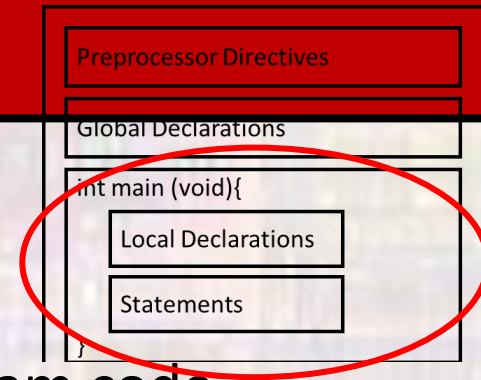 Preprocessor Directives
Global Declarations
int main (void){
Local Declarations
Statements
}